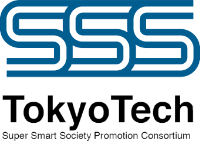 SSS
TokyoTech
Super Smart Society Promotion Consortium